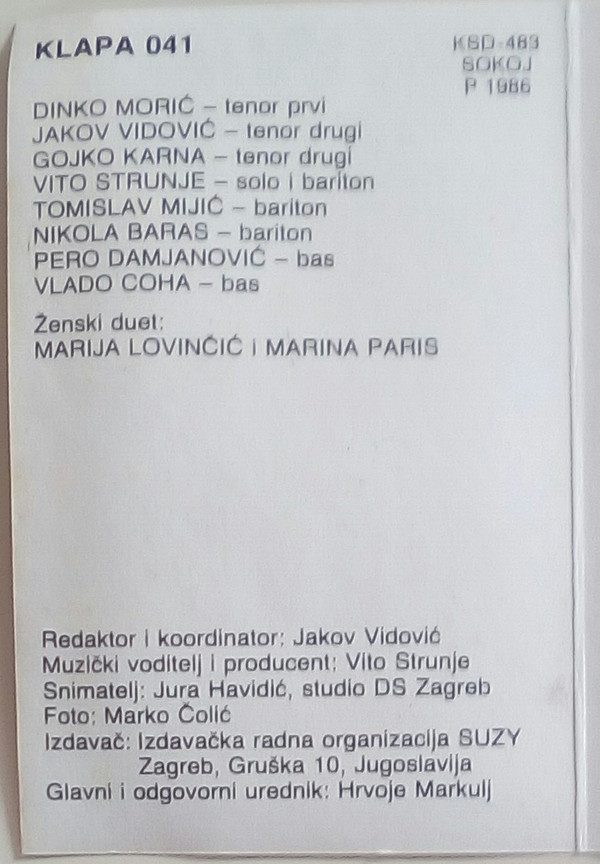 KLAPA 041
KSD-483
SOKOJ
P 1986
DINKO MORIĆ – tenor prvi
JAKOV VIDOVIĆ – tenor drugi
GOJKO KARNA – tenor drugi
VITO STRUNJE – solo i bariton
TOMISLAV MIJIĆ – bariton
NIKOLA BARAS – bariton
PERO DAMJANOVIĆ – bas
VLADO COHA – bas
Ženski duet:
MARIJA LOVINČIĆ i MARINA PARIS
Redaktor i koordinator: Jakov Vidović
Muzički voditelj i producent: Vito Strunje
Snimatelj: Jura Havidić, studio DS Zagreb
Foto: Marko Čolić
Izdavač: Izdavačka radna organizacija SUZY
Zagreb, Gruška 10, Jugoslavija
Glavni i odgovorni urednik: Hrvoje Markulj